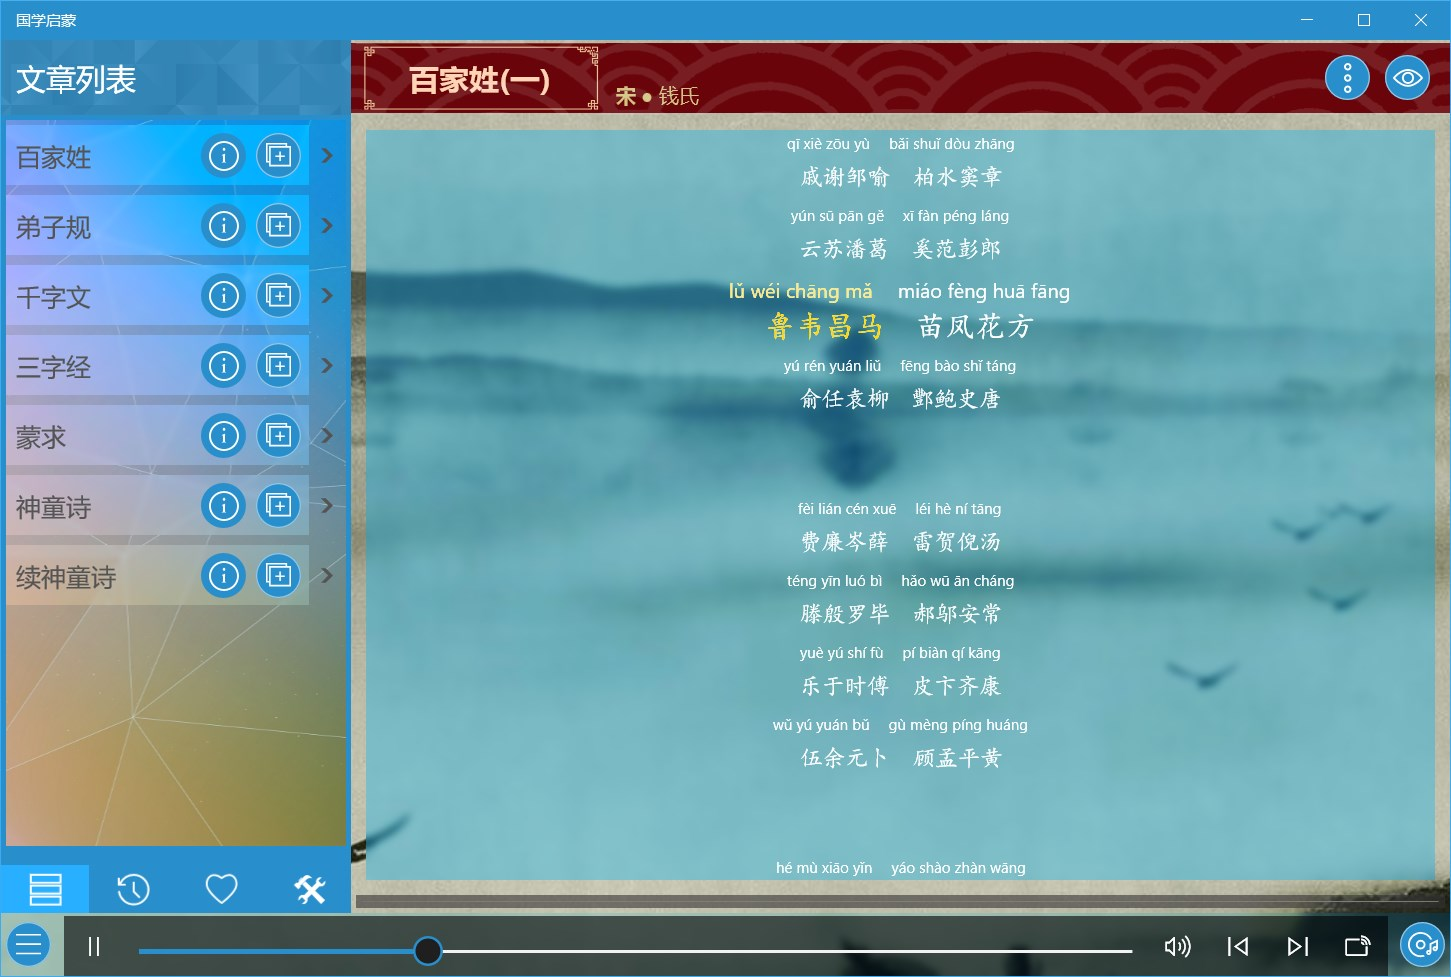 国学启蒙
文章列表
百家姓
弟子规
千字文
三字经
蒙求
神童诗
续神童诗
百家姓(一)
宋 • 钱氏
qī xiè zōu yù bǎi shuǐ dòu zhāng
戚谢邹喻 柏水窦章
yún sū pān gě xī fàn péng láng
云苏潘葛 奚范彭郎
lǔ wéi chāng mǎ miáo fèng huā fāng
鲁韦昌马 苗凤花方
yú rén yuán liǔ fēng bào shǐ táng
俞任袁柳 酆鲍史唐
fèi lián cén xuē léi hè ní tāng
费廉岑薛 雷贺倪汤
téng yīn luó bì hǎo wū ān cháng
滕殷罗毕 郝邬安常
yuè yú shí fù pí biàn qí kāng
乐于时傅 皮卞齐康
wǔ yú yuán bǔ gù mèng píng huáng
伍余元卜 顾孟平黄
hé mù xiāo yǐn yáo shào zhàn wāng